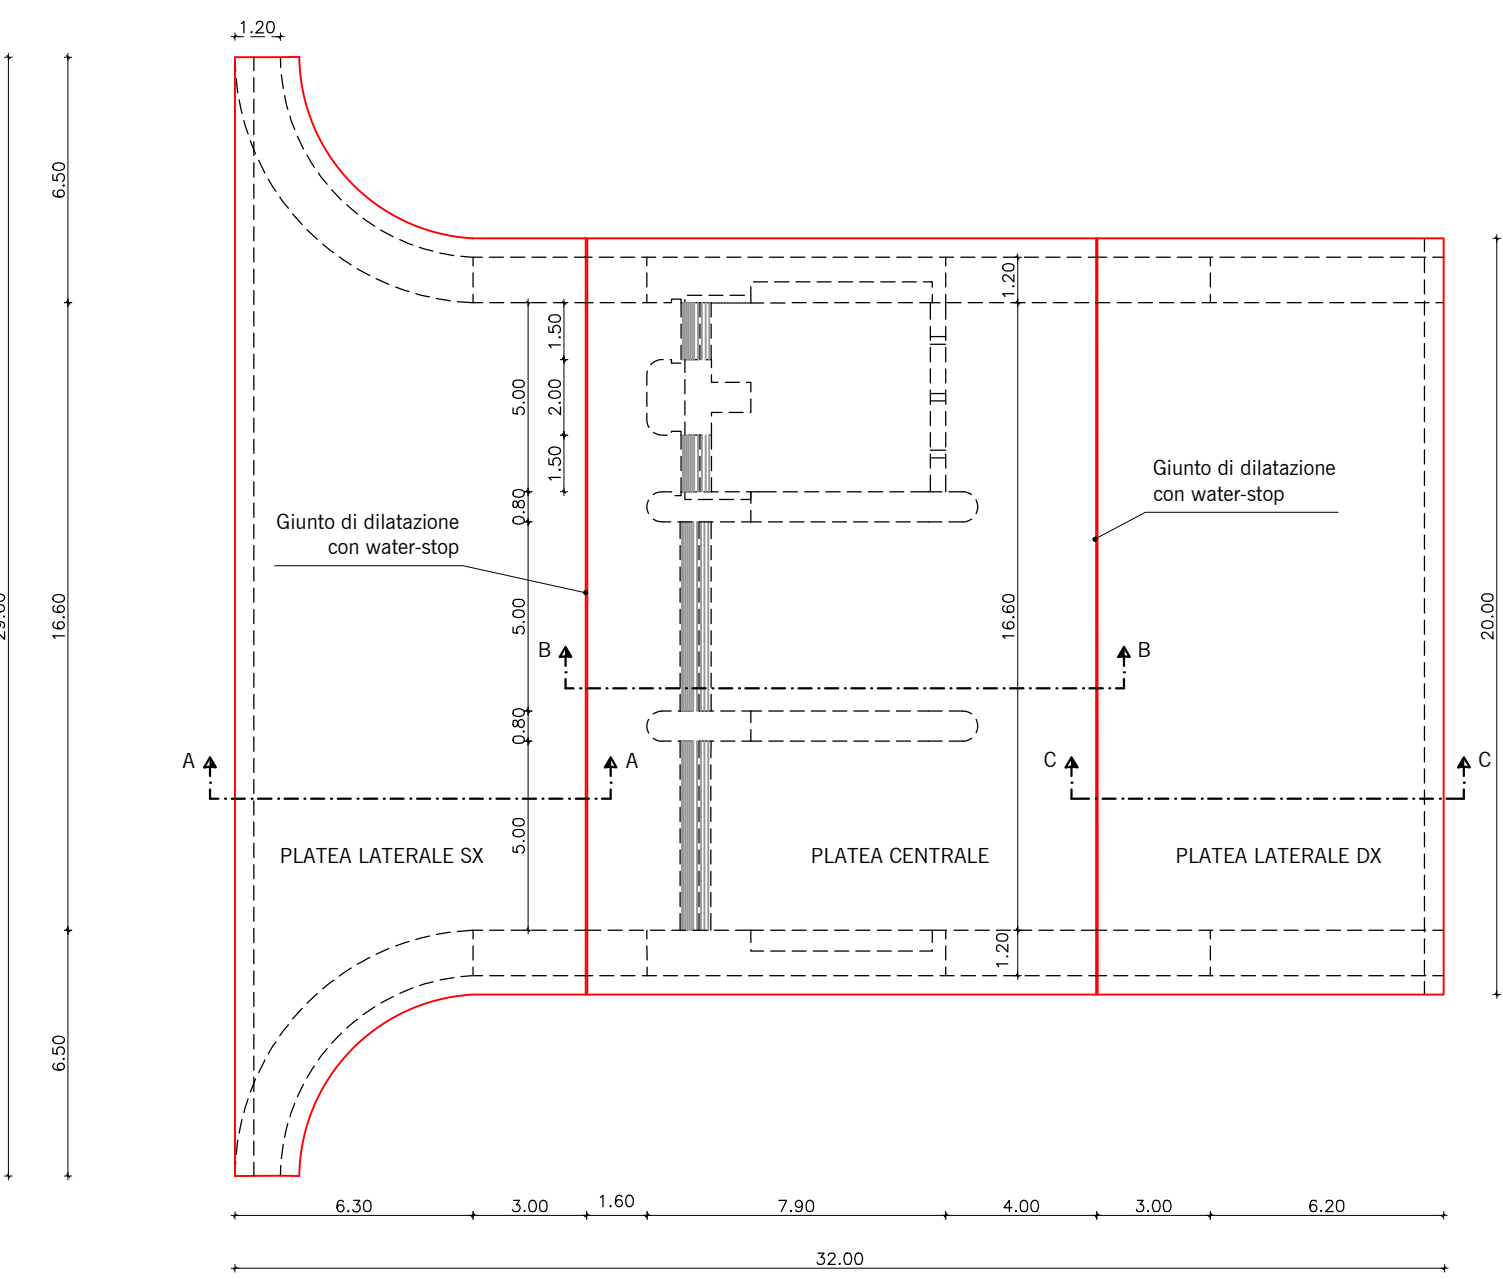 1.20
6.50
1.20
1.50
5.00
2.00
1.50
Giunto di dilatazione
con water-stop
0.80
Giunto di dilatazione
con water-stop
29.60
16.60
5.00
16.60
20.00
B
B
0.80
A
A
C
C
5.00
PLATEA LATERALE SX
PLATEA CENTRALE
PLATEA LATERALE DX
1.20
6.50
6.30
3.00
1.60
7.90
4.00
3.00
6.20
32.00